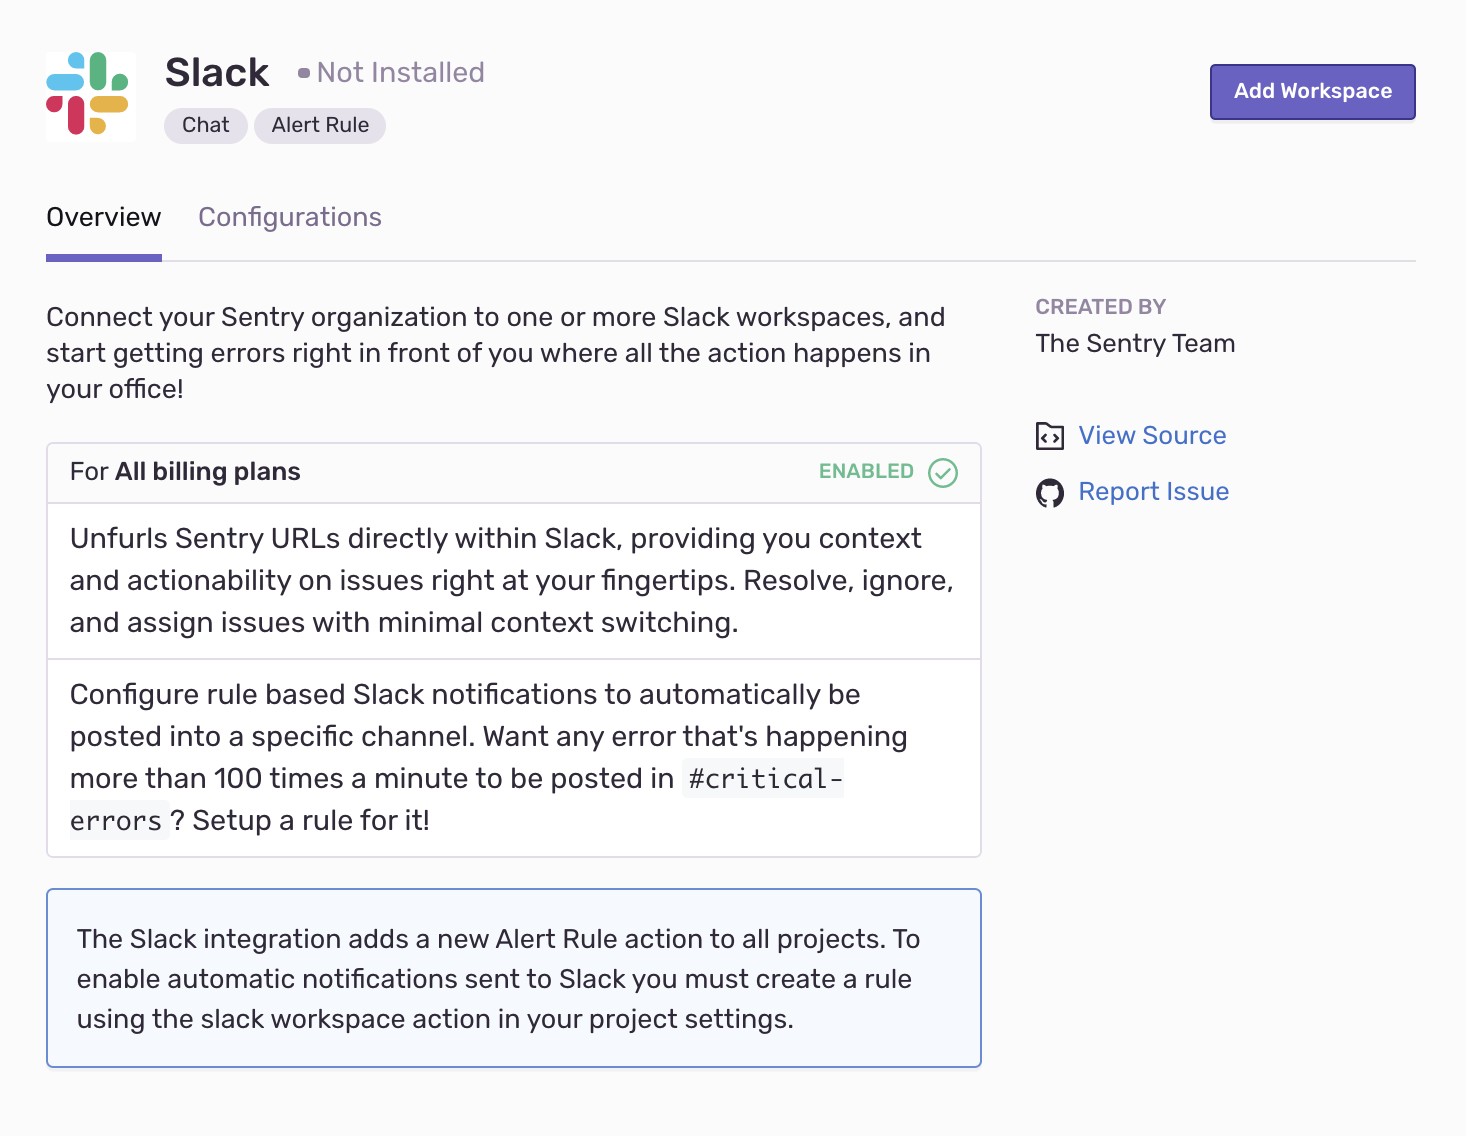 Slack
Not Installed
Add Workspace
Chat
Alert Rule
Overview
Configurations
Connect your Sentry organization to one or more Slack workspaces, and
start getting errors right in front of you where all the action happens in
your office!
CREATED BY
The Sentry Team
View Source
Report Issue
For All billing plans
ENABLED
Unfurls Sentry URLs directly within Slack, providing you context
and actionability on issues right at your fingertips. Resolve, ignore,
and assign issues with minimal context switching.
Configure rule based Slack notifications to automatically be
posted into a specific channel. Want any error that's happening
more than 100 times a minute to be posted in #critical-
errors ? Setup a rule for it!
The Slack integration adds a new Alert Rule action to all projects. To
enable automatic notifications sent to Slack you must create a rule
using the slack workspace action in your project settings.